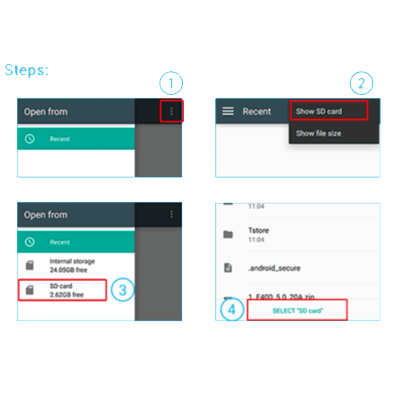 Steps:
1
Open from
Recent
2
Recent
Show SD card
Show file size
Open from
Recent
Internal storage
24.05GB free
SD card
2.62GB free
3
11:04
Tstore
11:04
.android_secure
1_F400_5.0_20A.zip
4
SELECT "SD card"